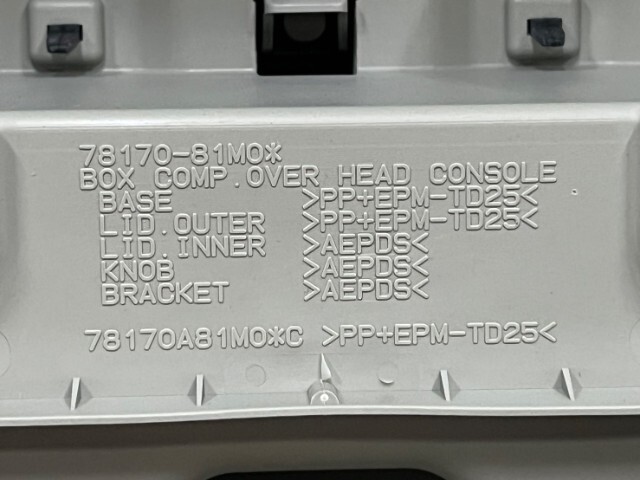 78170-81M0*
BOX COMP.OVER HEAD CONSOLE
BASE >PP+EPM-TD25<
LID.OUTER >PP+EPM-TD25<
LID.INNER >AEPDS<
KNOB >AEPDS<
BRACKET >AEPDS<
78170A81M0*C >PP+EPM-TD25<